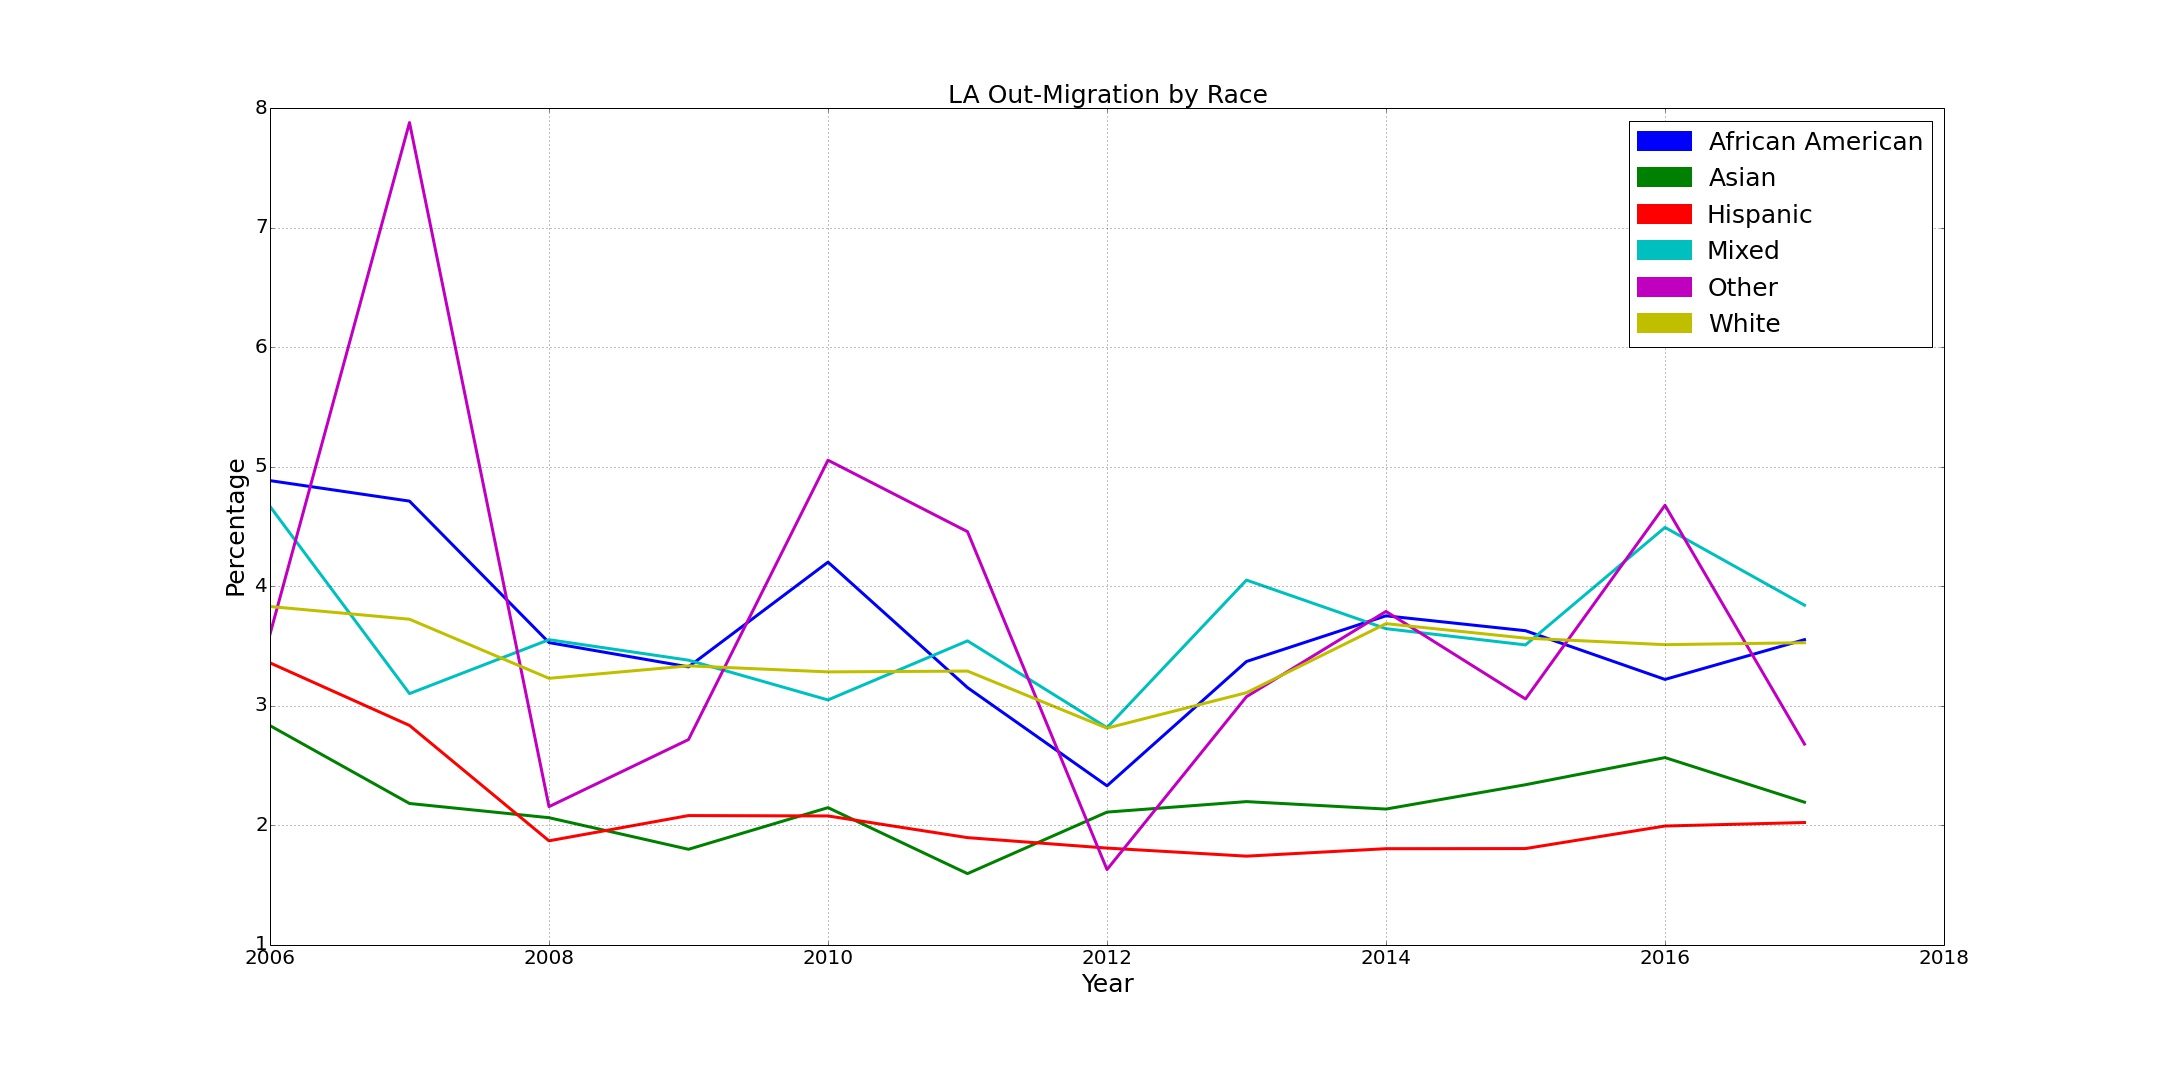 LA Out-Migration by Race
8
7
6
5
4
3
2
1
Percentage
African American
Asian
Hispanic
Mixed
Other
White
2006 2008 2010 2012 2014 2016 2018
Year